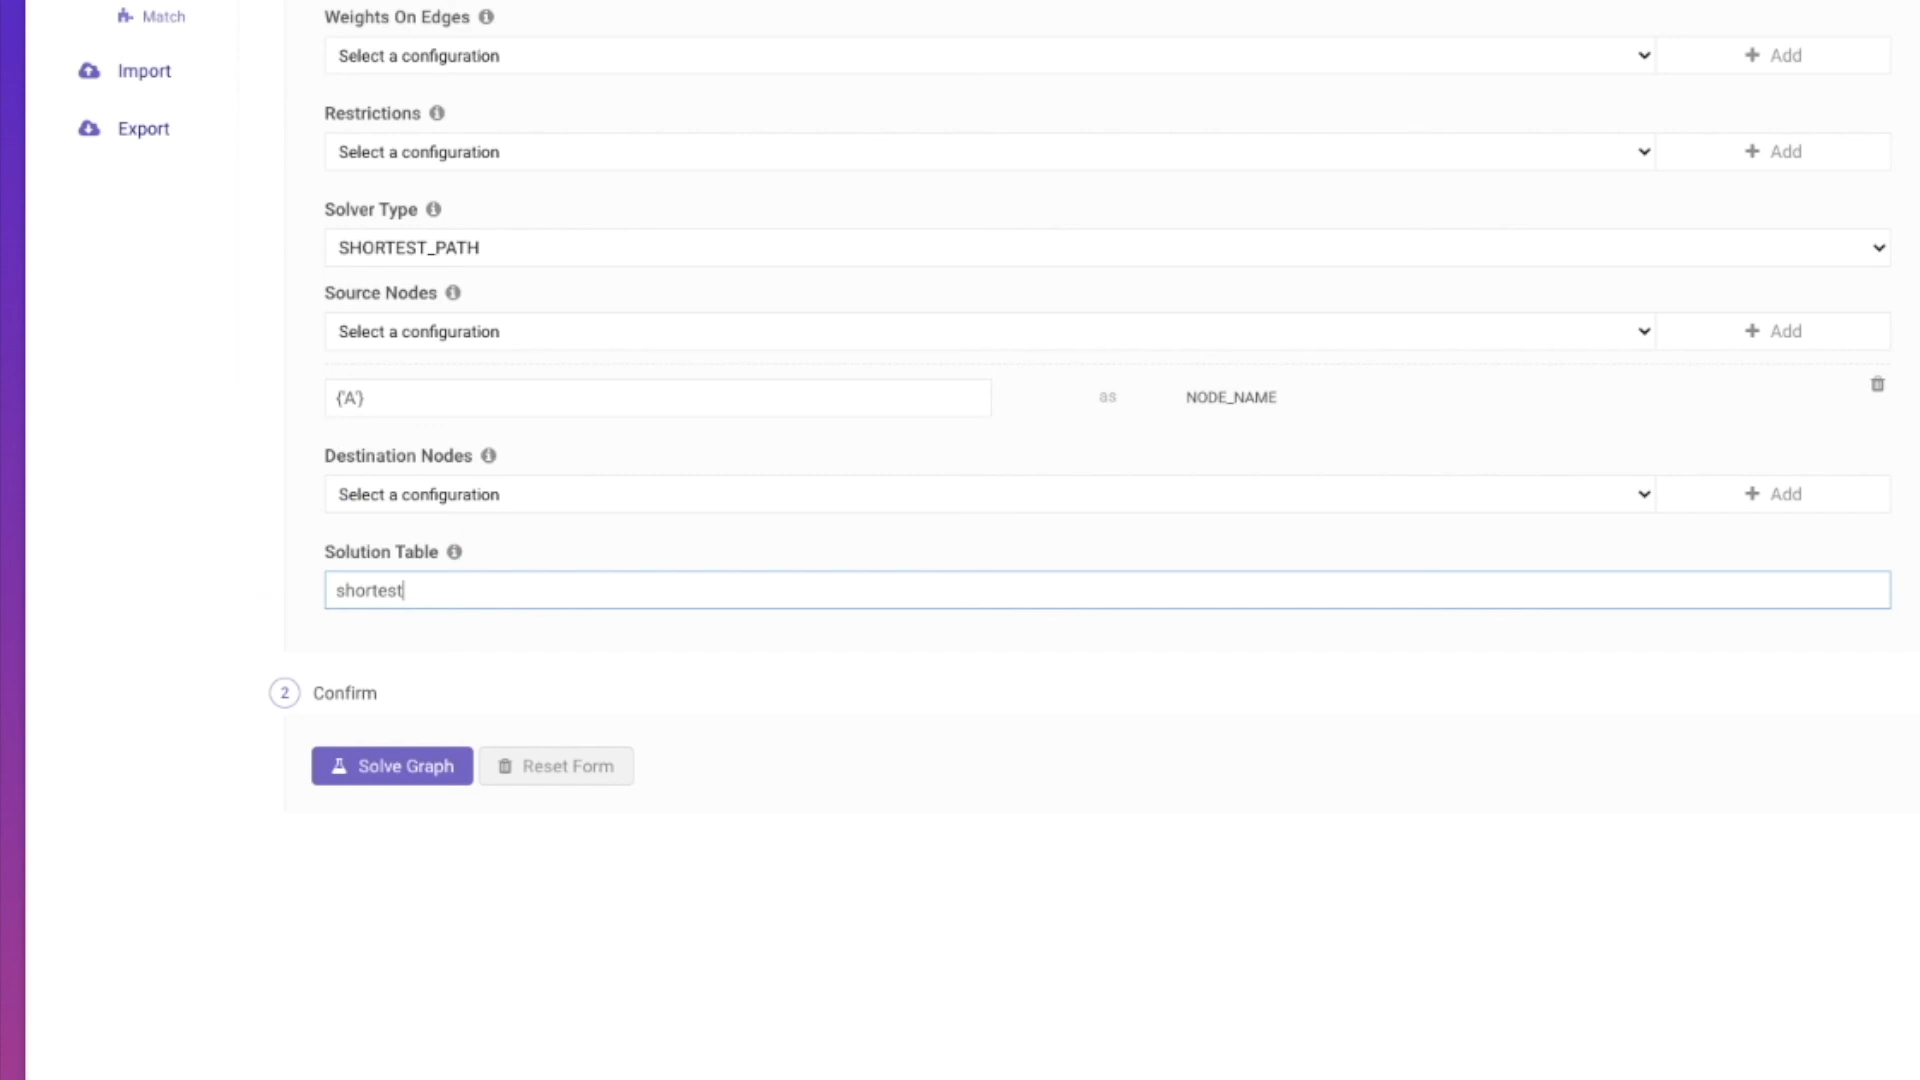 Match
Import
Export
Weights On Edges
Select a configuration
Add
Restrictions
Select a configuration
Add
Solver Type
SHORTEST_PATH
Source Nodes
Select a configuration
Add
{'A'}
as
NODE_NAME
Destination Nodes
Select a configuration
Add
Solution Table
shortest
2 Confirm
Solve Graph
Reset Form